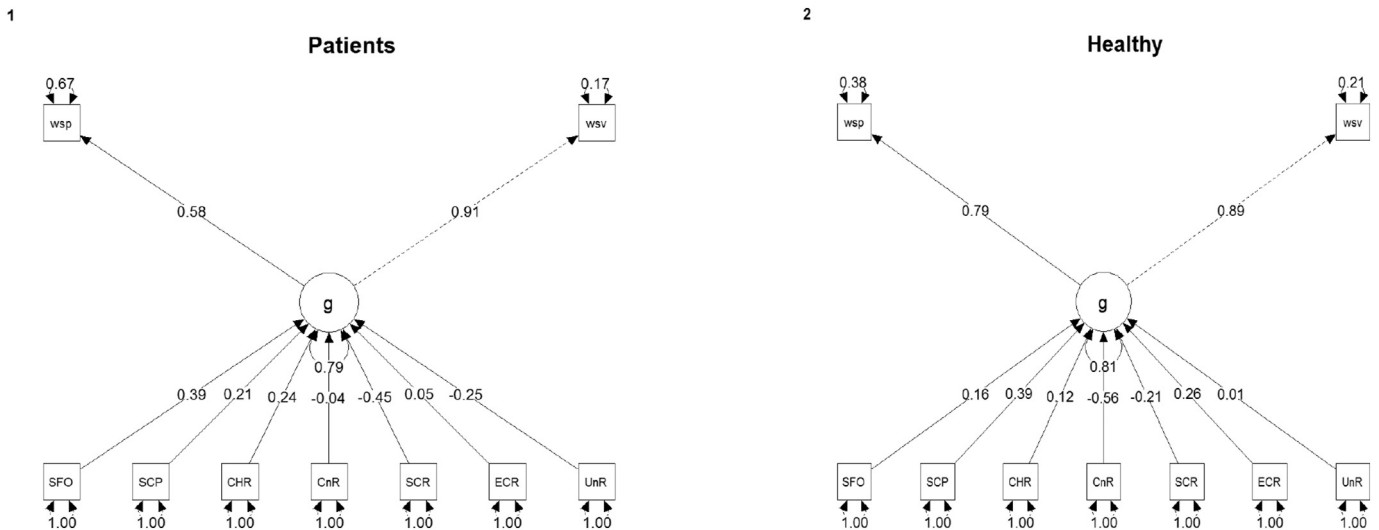 1
Patients
0.67
0.17
wsp
wsv
0.58
0.91
g
0.79
0.39 0.21 0.24 -0.04 -0.45 0.05 -0.25
SFO SCP CHR CnR SCR ECR UnR
1.00 1.00 1.00 1.00 1.00 1.00 1.00
2
Healthy
0.38
0.21
wsp
wsv
0.79
0.89
g
0.81
0.16 0.39 0.12 -0.56 -0.21 0.26 0.01
SFO SCP CHR CnR SCR ECR UnR
1.00 1.00 1.00 1.00 1.00 1.00 1.00